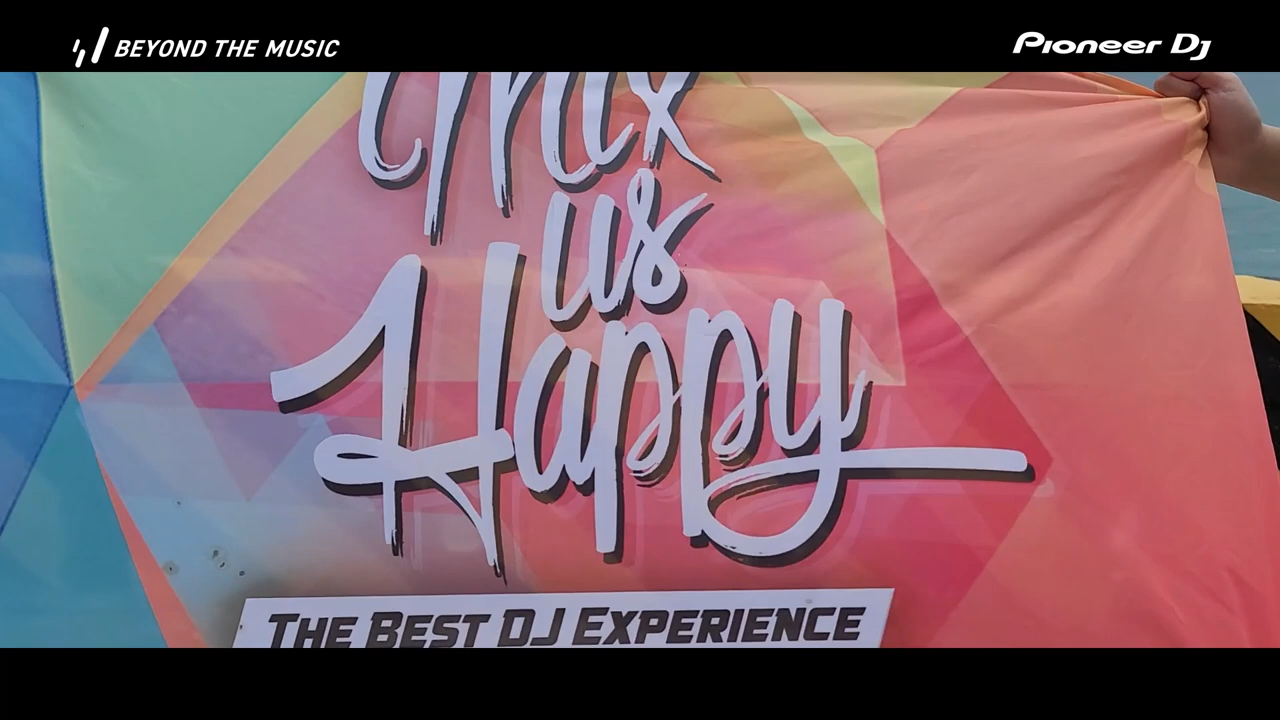 BEYOND THE MUSIC
Pioneer Dj
Mix
us
Happy
THE BEST DJ EXPERIENCE